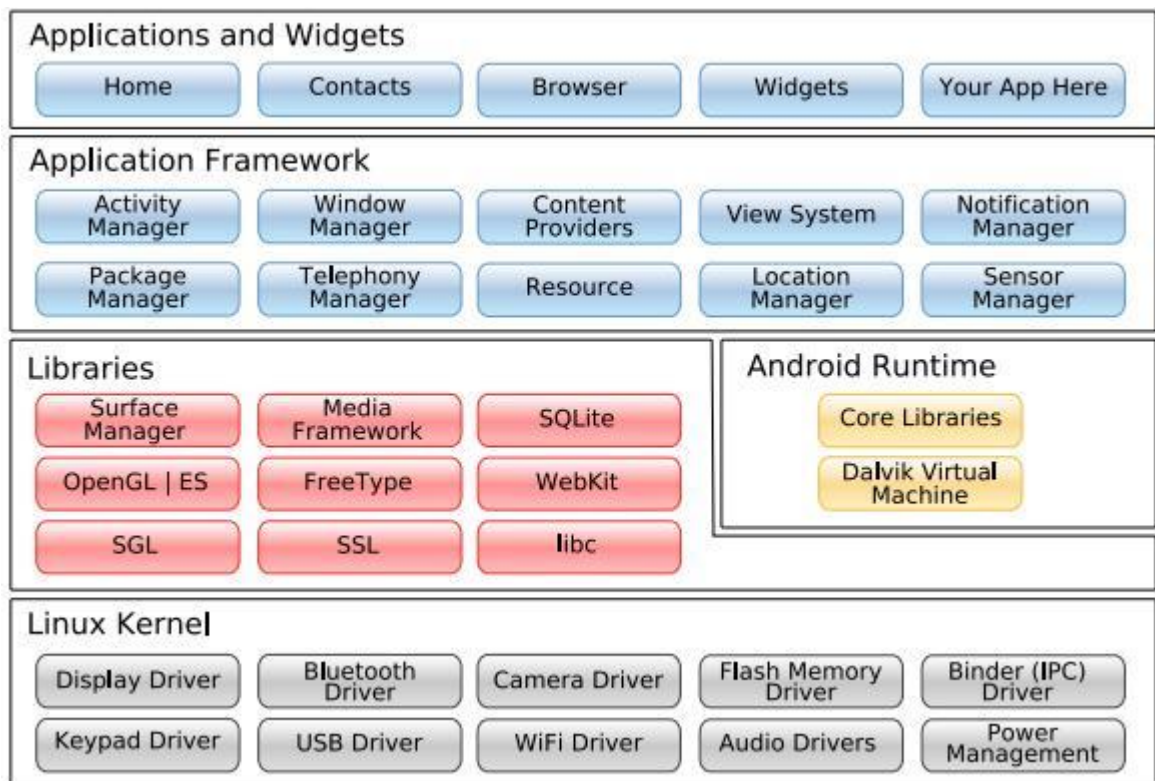 Applications and Widgets
Home
Contacts
Browser
Widgets
Your App Here
Application Framework
Activity
Manager
Window
Manager
Content
Providers
View System
Notification
Manager
Package
Manager
Telephony
Manager
Resource
Location
Manager
Sensor
Manager
Libraries
Surface
Manager
Media
Framework
SQLite
OpenGL | ES
FreeType
WebKit
SGL
SSL
libc
Android Runtime
Core Libraries
Dalvik Virtual
Machine
Linux Kernel
Display Driver
Bluetooth
Driver
Camera Driver
Flash Memory
Driver
Binder (IPC)
Driver
Keypad Driver
USB Driver
WiFi Driver
Audio Drivers
Power
Management